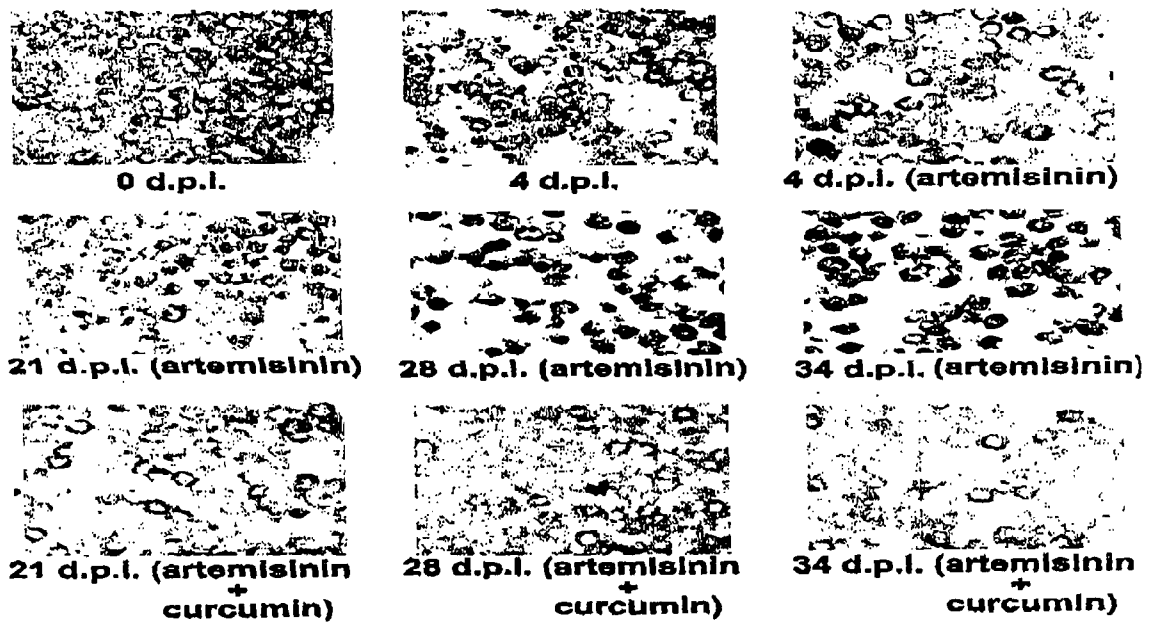 0 d.p.i.
4 d.p.i.
4 d.p.i. (artemisinin)
21 d.p.i. (artemisinin)
28 d.p.i. (artemisinin)
34 d.p.i. (artemisinin)
21 d.p.i. (artemisinin
+
curcumin)
28 d.p.i. (artemisinin
+
curcumin)
34 d.p.i. (artemisinin
+
curcumin)